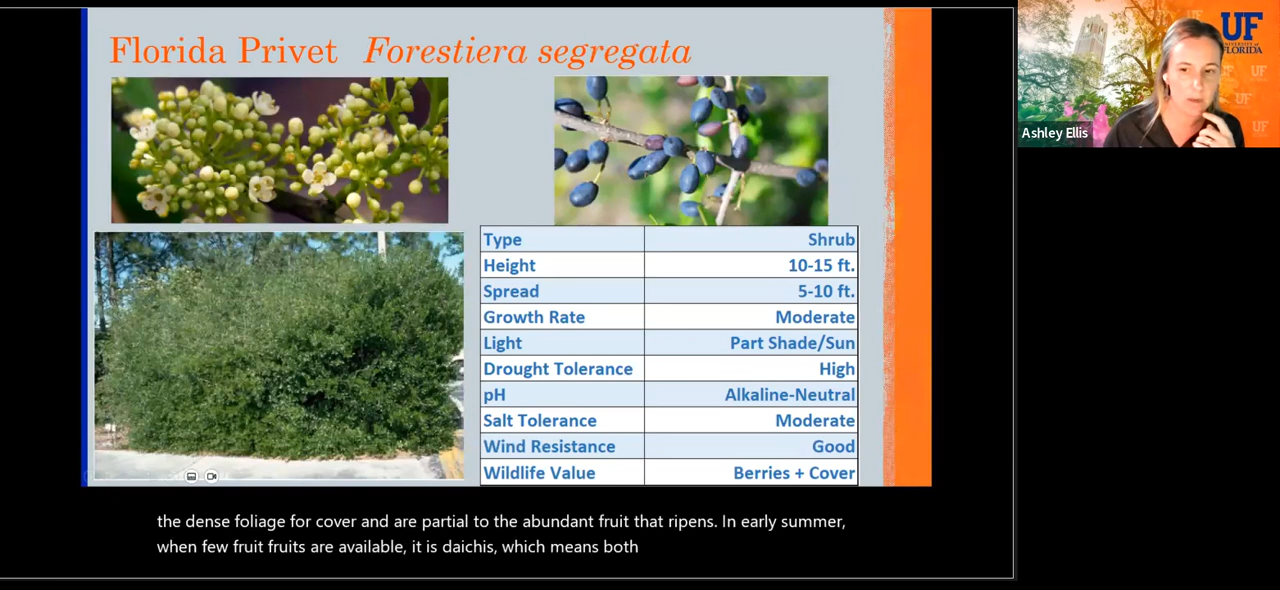 Florida Privet Forestiera segregata
Type Shrub
Height 10-15 ft.
Spread 5-10 ft.
Growth Rate Moderate
Light Part Shade/Sun
Drought Tolerance High
pH Alkaline-Neutral
Salt Tolerance Moderate
Wind Resistance Good
Wildlife Value Berries + Cover
the dense foliage for cover and are partial to the abundant fruit that ripens. In early summer,
when few fruit fruits are available, it is daichis, which means both
UF
UNIVERSITY of
FLORIDA
UF
UF
UF
Ashley Ellis